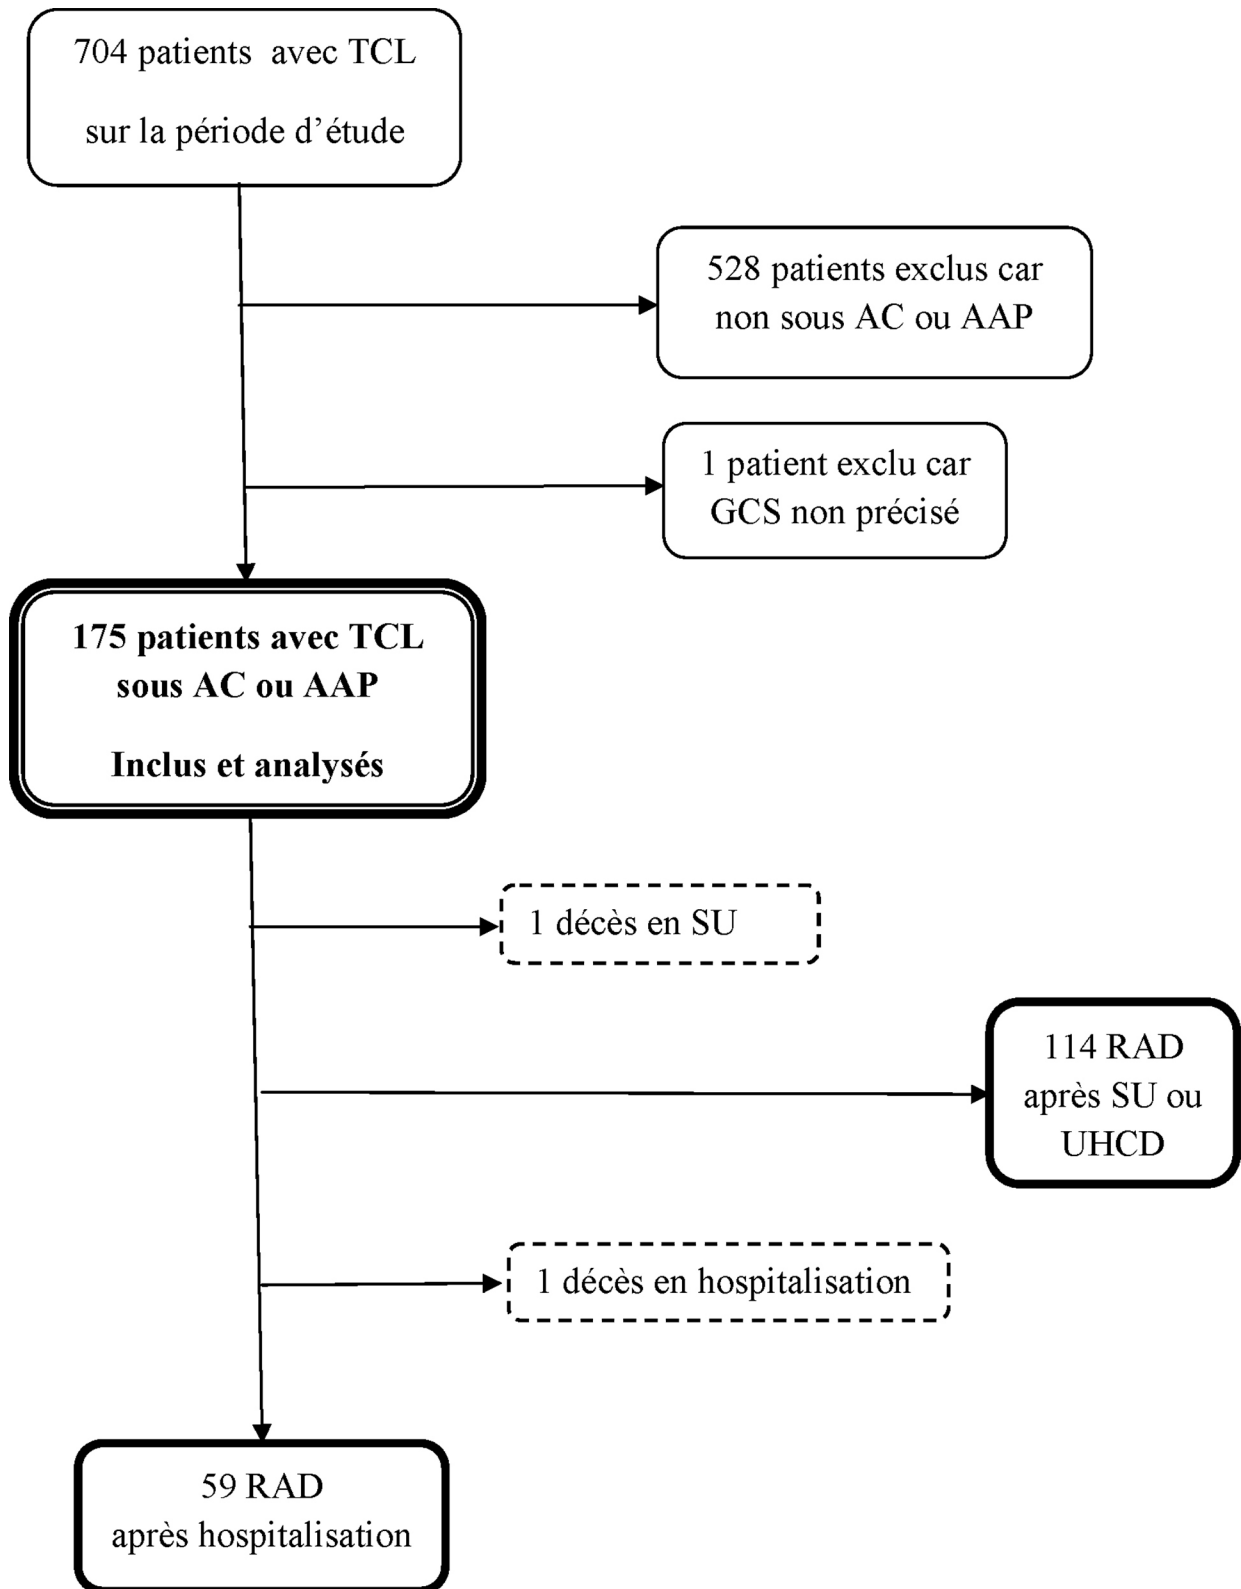 704 patients avec TCL
sur la période d’étude
528 patients exclus car
non sous AC ou AAP
1 patient exclu car
GCS non précisé
175 patients avec TCL
sous AC ou AAP
Inclus et analysés
1 décès en SU
114 RAD
après SU ou
UHCD
1 décès en hospitalisation
59 RAD
après hospitalisation